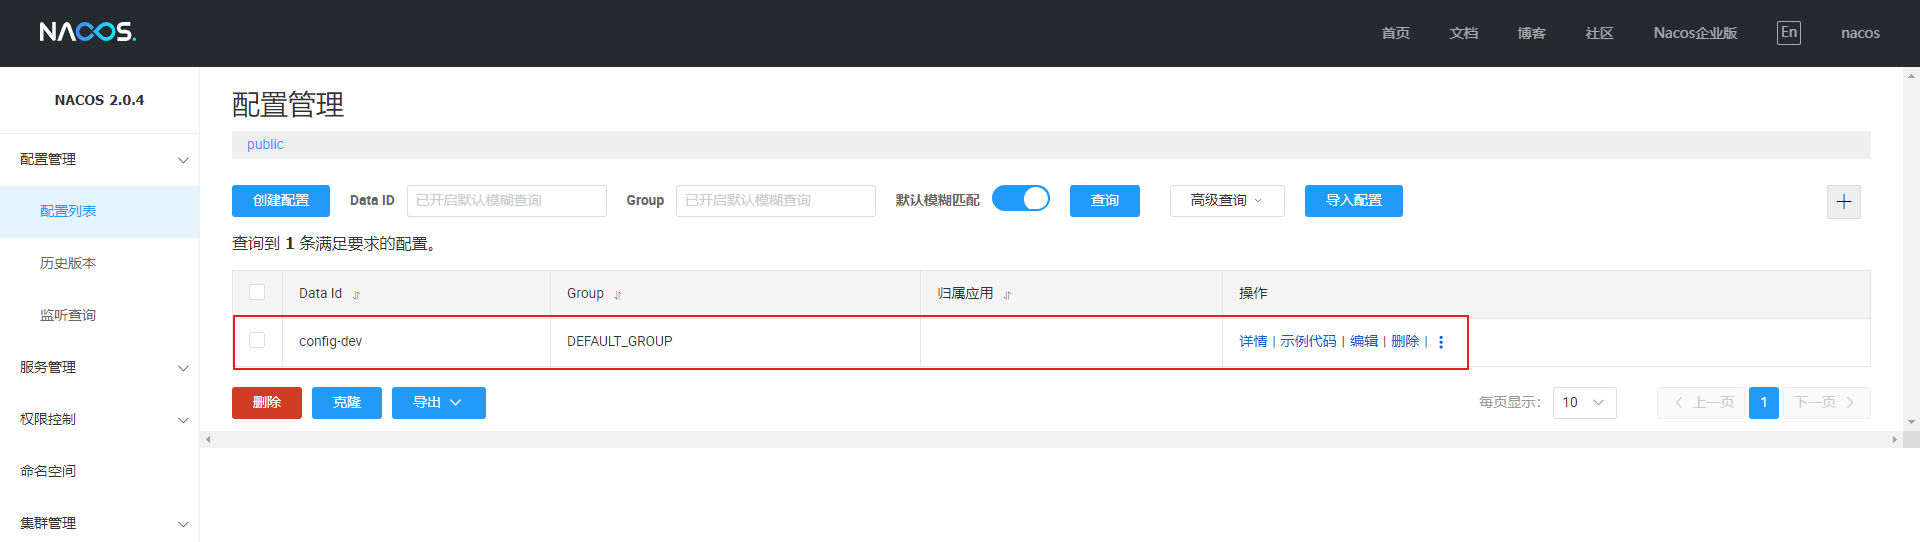 NACOS.
首页 文档 博客 社区 Nacos企业版 En nacos
NACOS 2.0.4
配置管理
配置列表
历史版本
监听查询
服务管理
权限控制
命名空间
集群管理
配置管理
public
创建配置 Data ID 已开启默认模糊查询 Group 已开启默认模糊查询 默认模糊匹配 查询 高级查询 导入配置
查询到 1 条满足要求的配置。
Data Id Group 归属应用 操作
config-dev DEFAULT_GROUP 详情 | 示例代码 | 编辑 | 删除 |
删除 克隆 导出 每页显示: 10 上一页 1 下一页